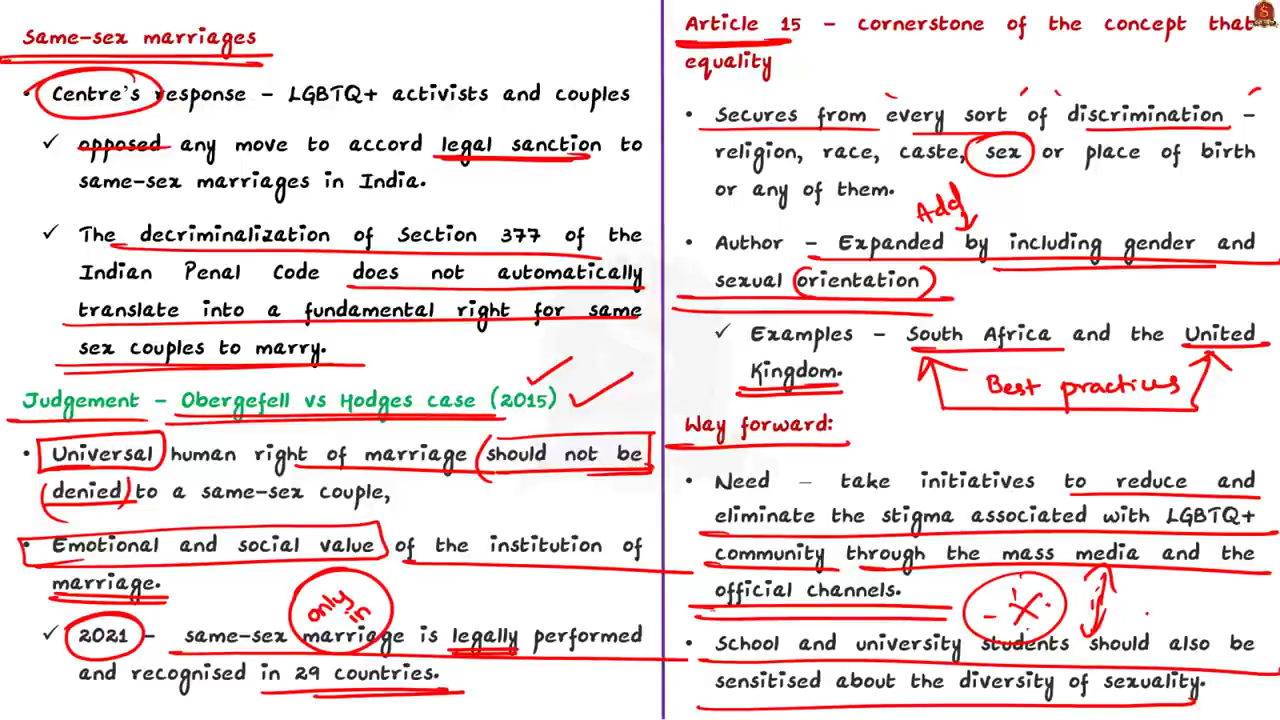 Same-sex marriages
• Centre's response - LGBTQ+ activists and couples
✓ opposed any move to accord legal sanction to
same-sex marriages in India.
✓ The decriminalization of Section 377 of the
Indian Penal Code does not automatically
translate into a fundamental right for same
sex couples to marry.
Judgement - Obergefell vs Hodges case (2015)
• Universal human right of marriage should not be
denied to a same-sex couple,
• Emotional and social value of the institution of
marriage.
only
✓ 2021 - same-sex marriage is legally performed
and recognised in 29 countries.
Article 15 - cornerstone of the concept that
equality
• Secures from every sort of discrimination -
religion, race, caste, sex or place of birth
or any of them.
Add
• Author - Expanded by including gender and
sexual orientation
✓ Examples - South Africa and the United
Kingdom.
Best practices
Way forward:
• Need - take initiatives to reduce and
eliminate the stigma associated with LGBTQ+
community through the mass media and the
official channels.
• School and university students should also be
sensitised about the diversity of sexuality.